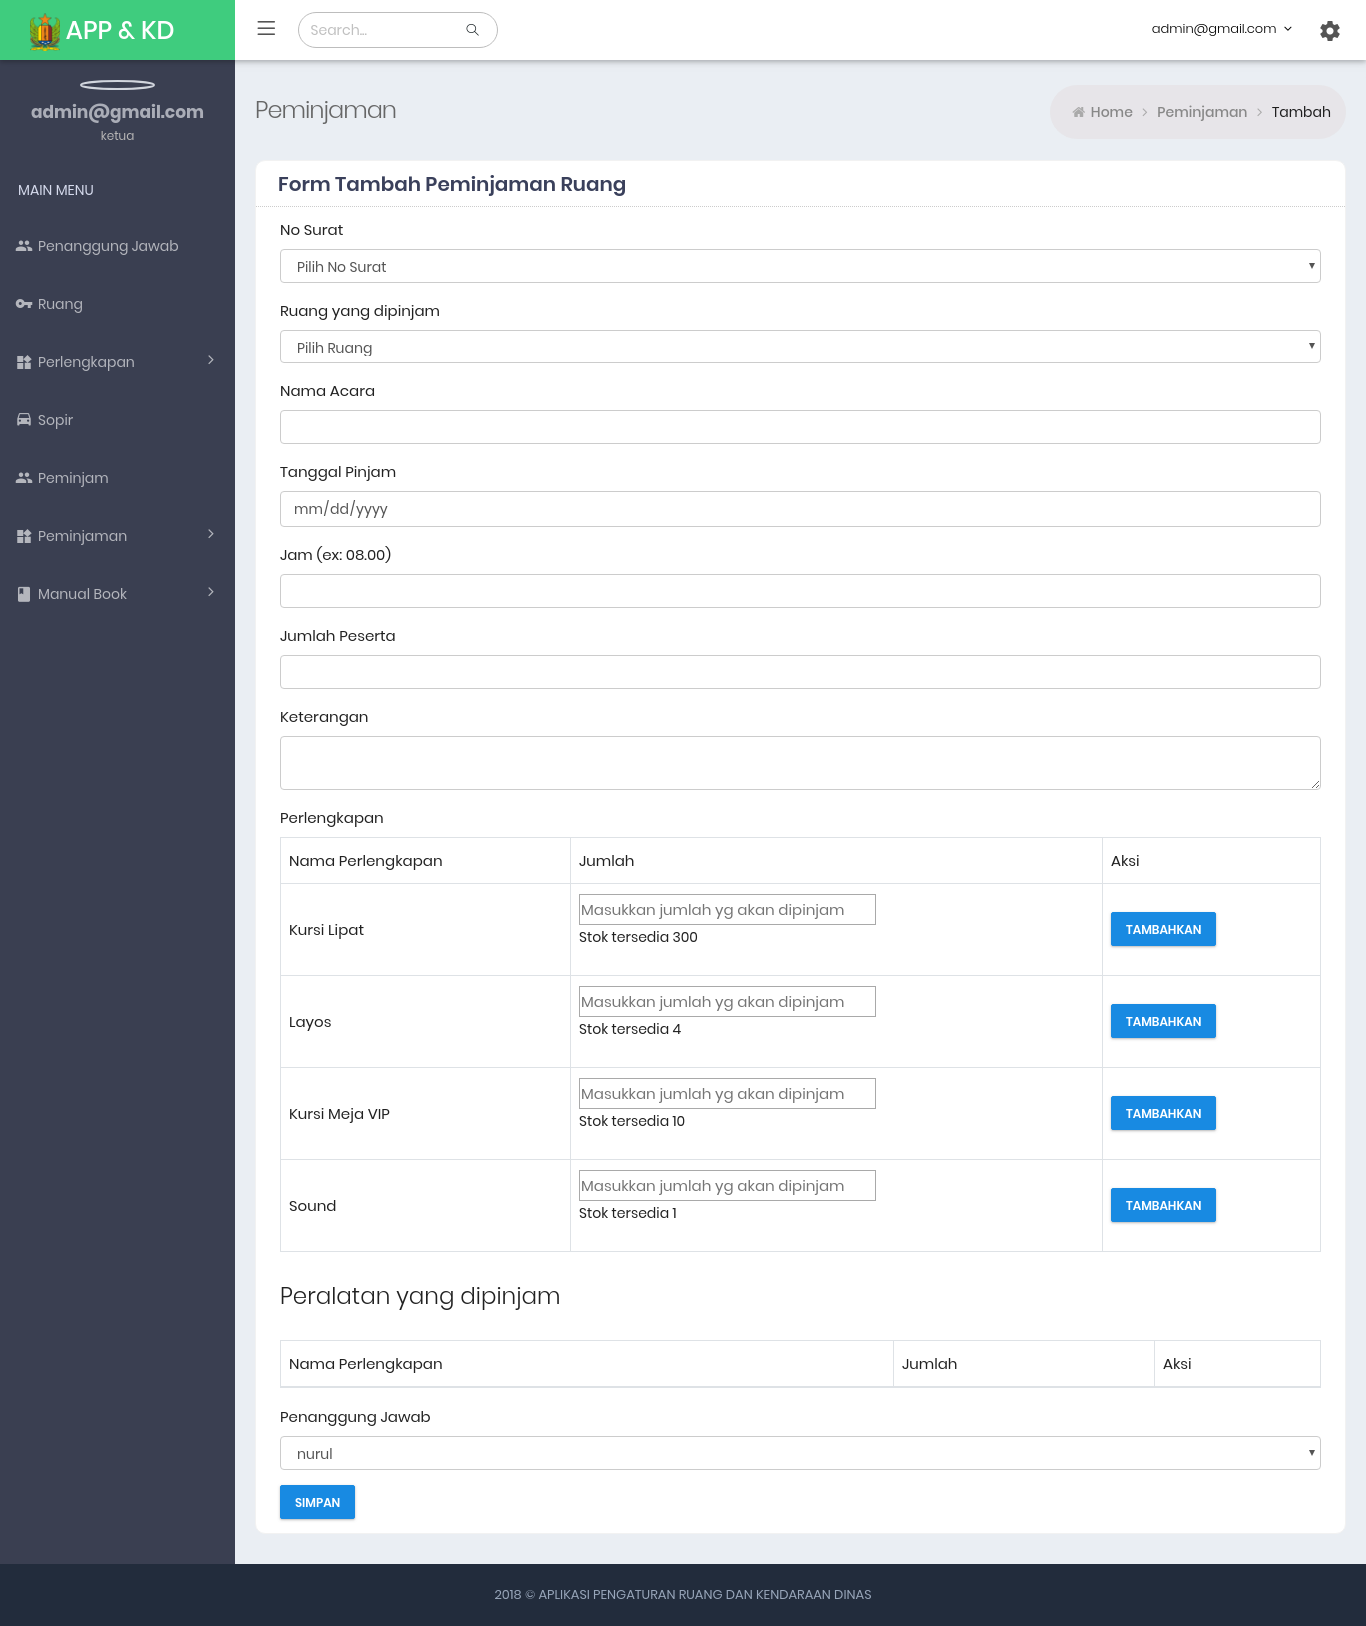 APP & KD
Search...
admin@gmail.com
admin@gmail.com
ketua
MAIN MENU
Penanggung Jawab
Ruang
Perlengkapan
Sopir
Peminjam
Peminjaman
Manual Book
Peminjaman
Home > Peminjaman > Tambah
Form Tambah Peminjaman Ruang
No Surat
Pilih No Surat
Ruang yang dipinjam
Pilih Ruang
Nama Acara
Tanggal Pinjam
mm/dd/yyyy
Jam (ex: 08.00)
Jumlah Peserta
Keterangan
Perlengkapan
Nama Perlengkapan Jumlah Aksi
Kursi Lipat
Masukkan jumlah yg akan dipinjam
Stok tersedia 300
TAMBAHKAN
Layos
Masukkan jumlah yg akan dipinjam
Stok tersedia 4
TAMBAHKAN
Kursi Meja VIP
Masukkan jumlah yg akan dipinjam
Stok tersedia 10
TAMBAHKAN
Sound
Masukkan jumlah yg akan dipinjam
Stok tersedia 1
TAMBAHKAN
Peralatan yang dipinjam
Nama Perlengkapan Jumlah Aksi
Penanggung Jawab
nurul
SIMPAN
2018 © APLIKASI PENGATURAN RUANG DAN KENDARAAN DINAS